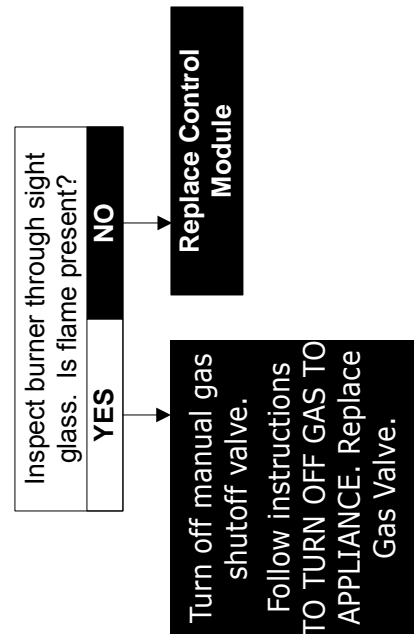 Inspect burner through sight
glass. Is flame present?
YES
NO
Turn off manual gas
shutoff valve.
Follow instructions
TO TURN OFF GAS TO
APPLIANCE. Replace
Gas Valve.
Replace Control
Module